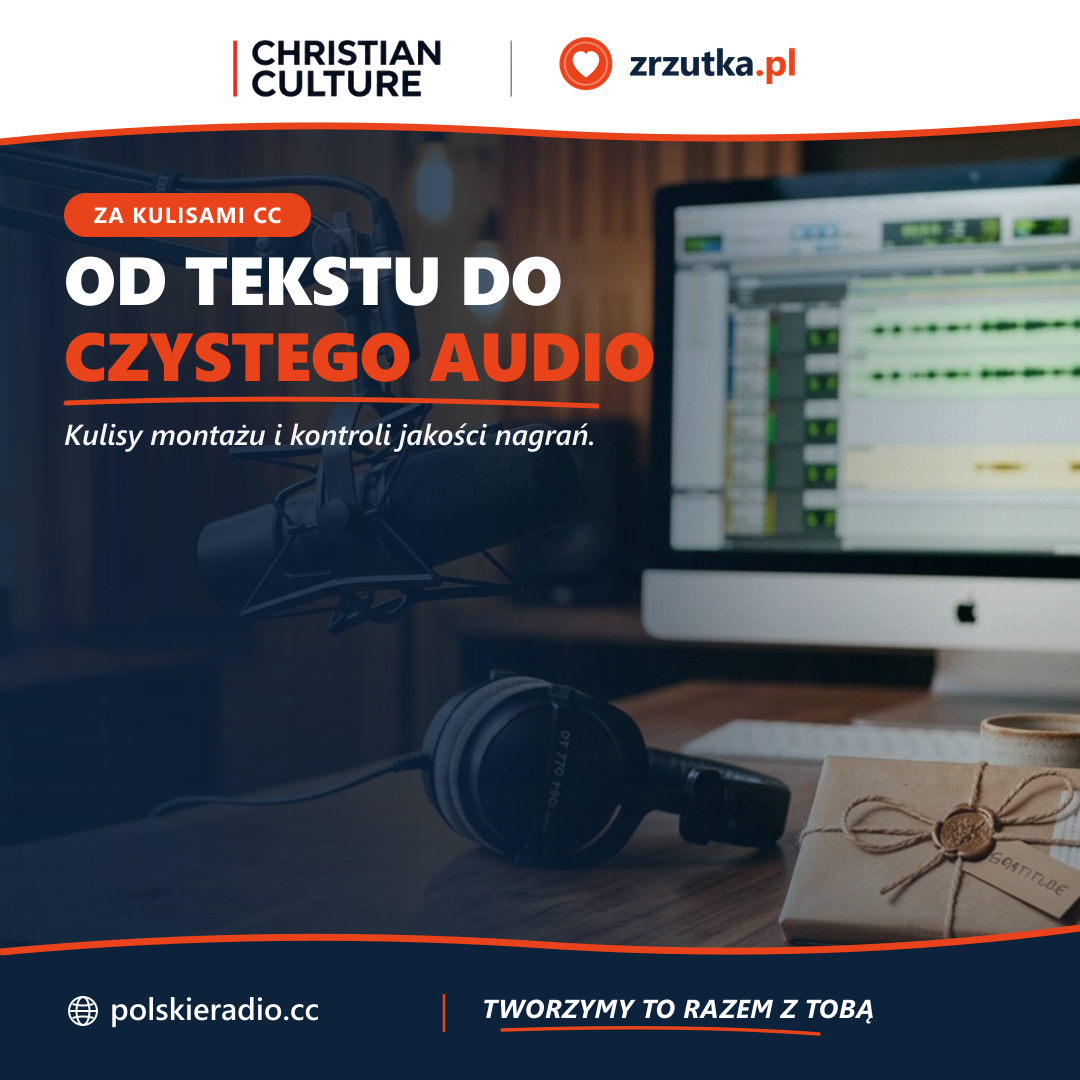 CHRISTIAN
CULTURE
zrzutka.pl
ZA KULISAMI CC
OD TEKSTU DO
CZYSTEGO AUDIO
Kulisy montażu i kontroli jakości nagrań.
DT 770 PRO
GRATITUDE
polskieradio.cc
TWORZYMY TO RAZEM Z TOBĄ